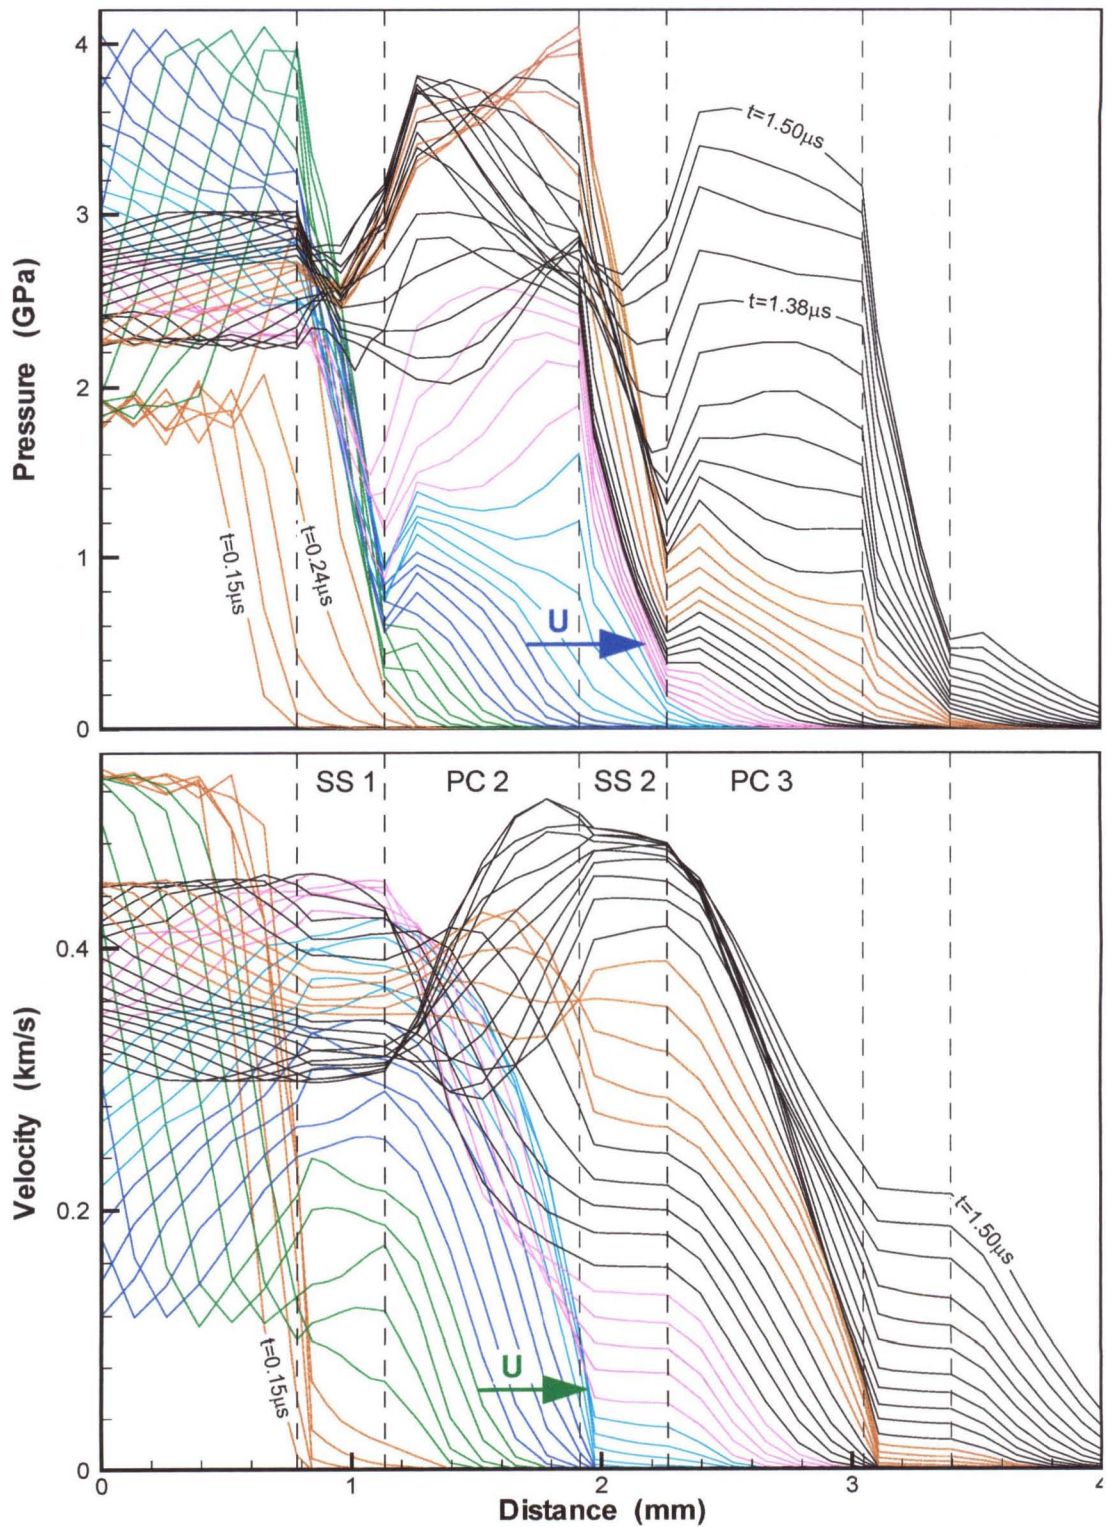 4
3
2
1
0
Pressure (GPa)
t=1.50µs
t=1.38µs
t=0.15µs
t=0.24µs
U
SS 1 PC 2 SS 2 PC 3
0.4
0.2
0
Velocity (km/s)
t=0.15µs
U
t=1.50µs
0 1 2 3 4
Distance (mm)